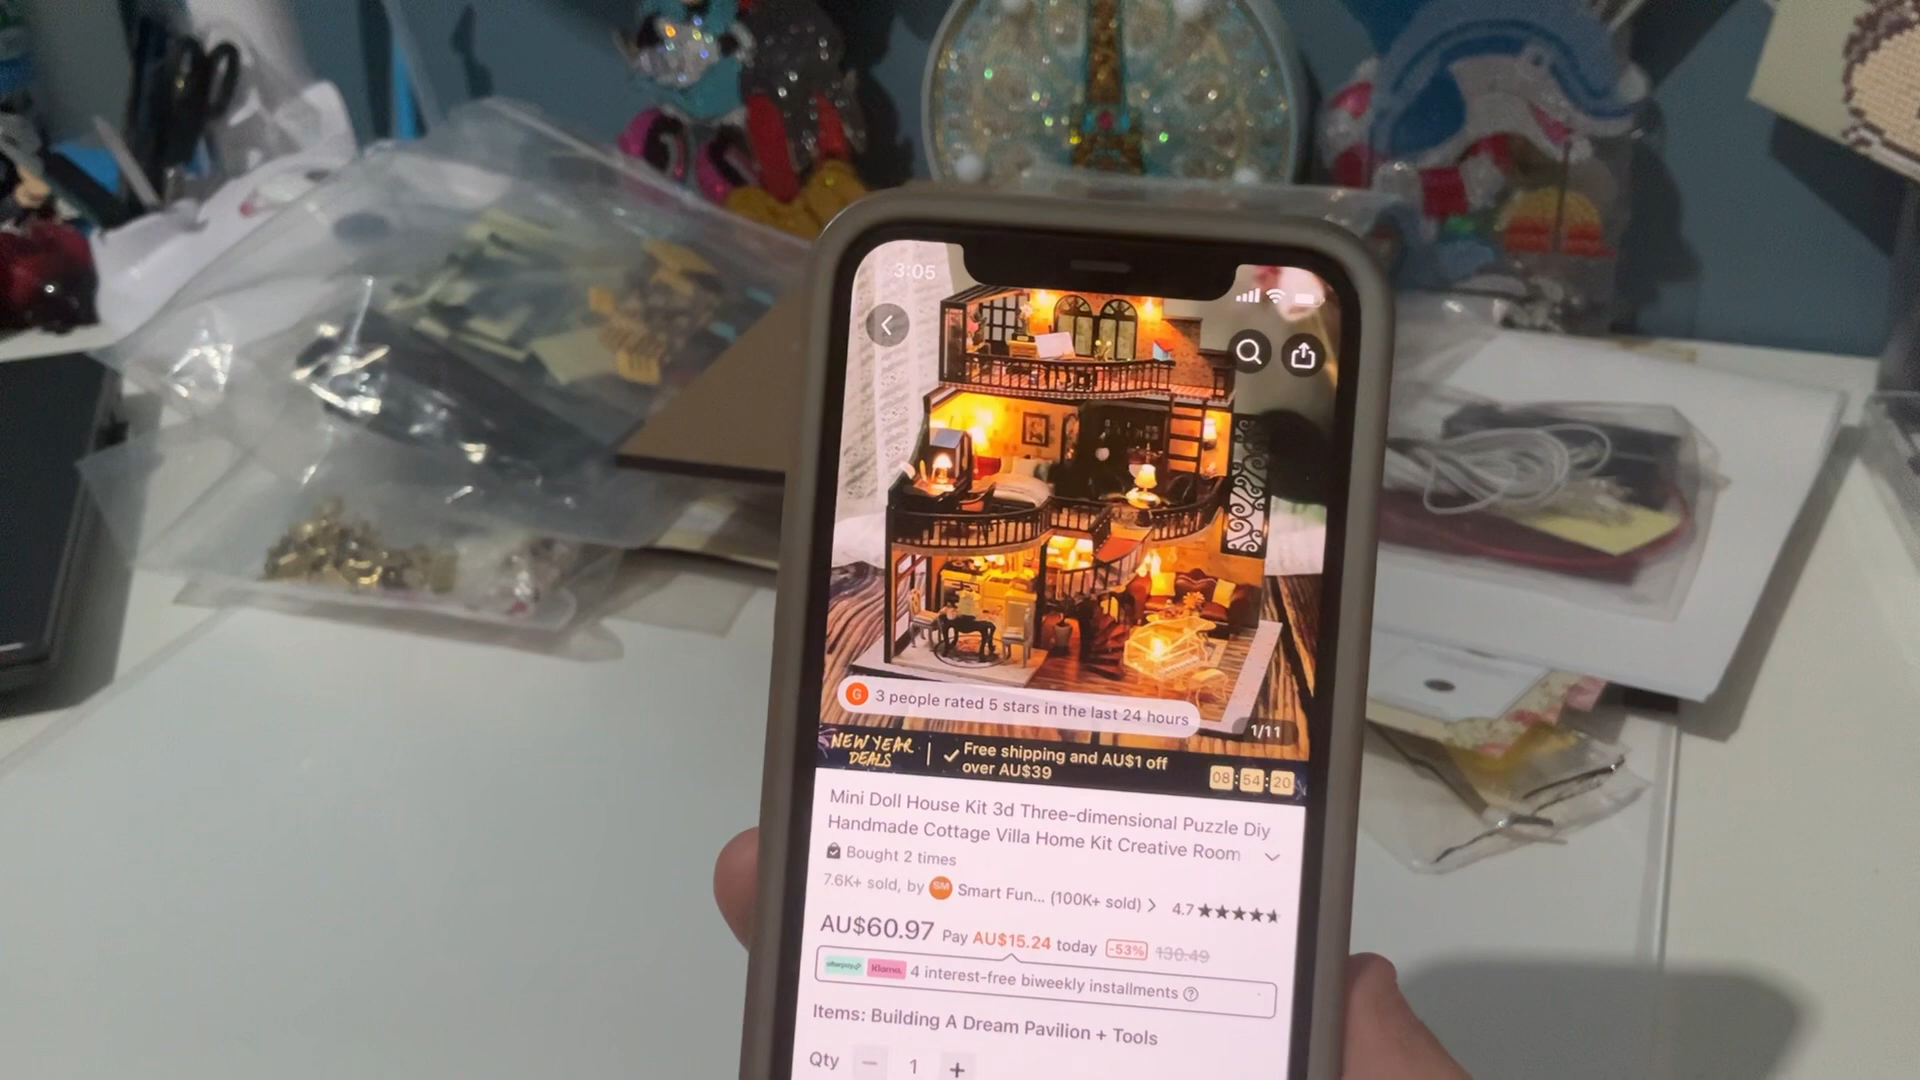 3:05
G 3 people rated 5 stars in the last 24 hours
1/11
NEW YEAR
DEALS
Free shipping and AU$1 off
over AU$39
08:54:20
Mini Doll House Kit 3d Three-dimensional Puzzle Diy
Handmade Cottage Villa Home Kit Creative Room
Bought 2 times
7.6K+ sold, by SM Smart Fun... (100K+ sold) 4.7
AU$60.97 Pay AU$15.24 today -53% 130.49
afterpay Klarna. 4 interest-free biweekly installments
Items: Building A Dream Pavilion + Tools
Qty − 1 +